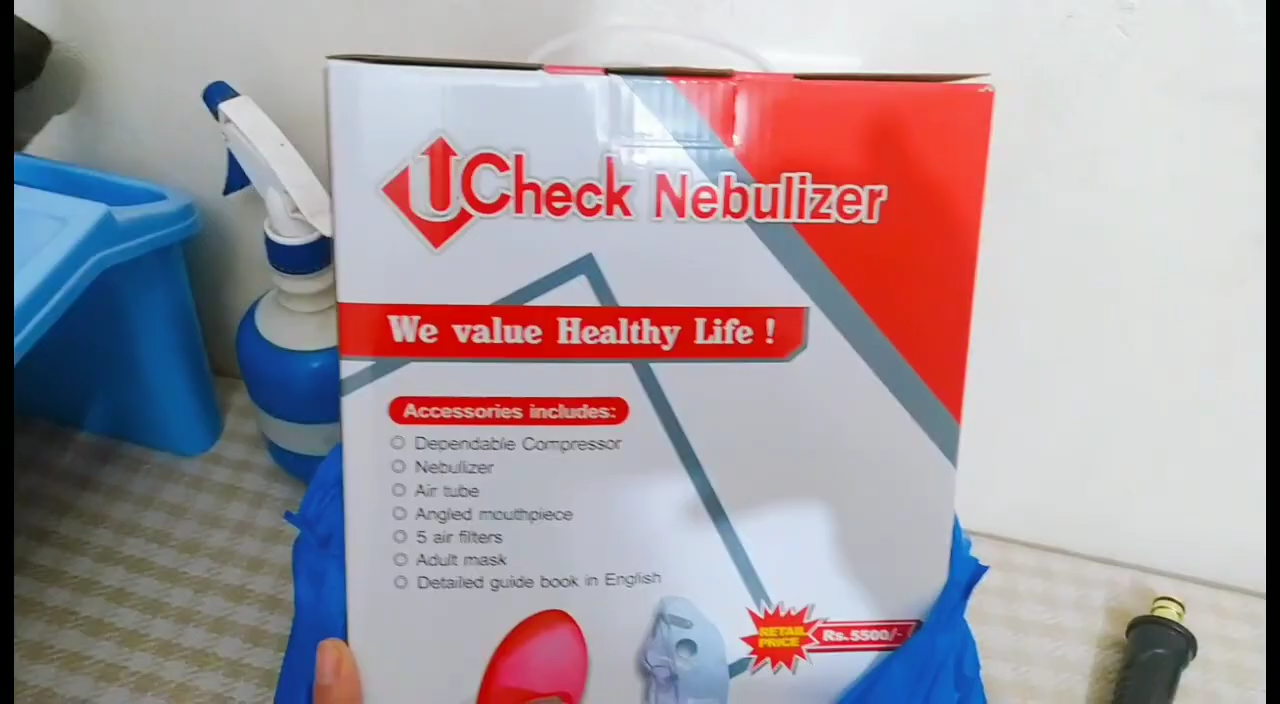 UCheck Nebulizer
We value Healthy Life !
Accessories includes:
Dependable Compressor
Nebulizer
Air tube
Angled mouthpiece
5 air filters
Adult mask
Detailed guide book in English
RETAIL
PRICE
Rs.5500/-